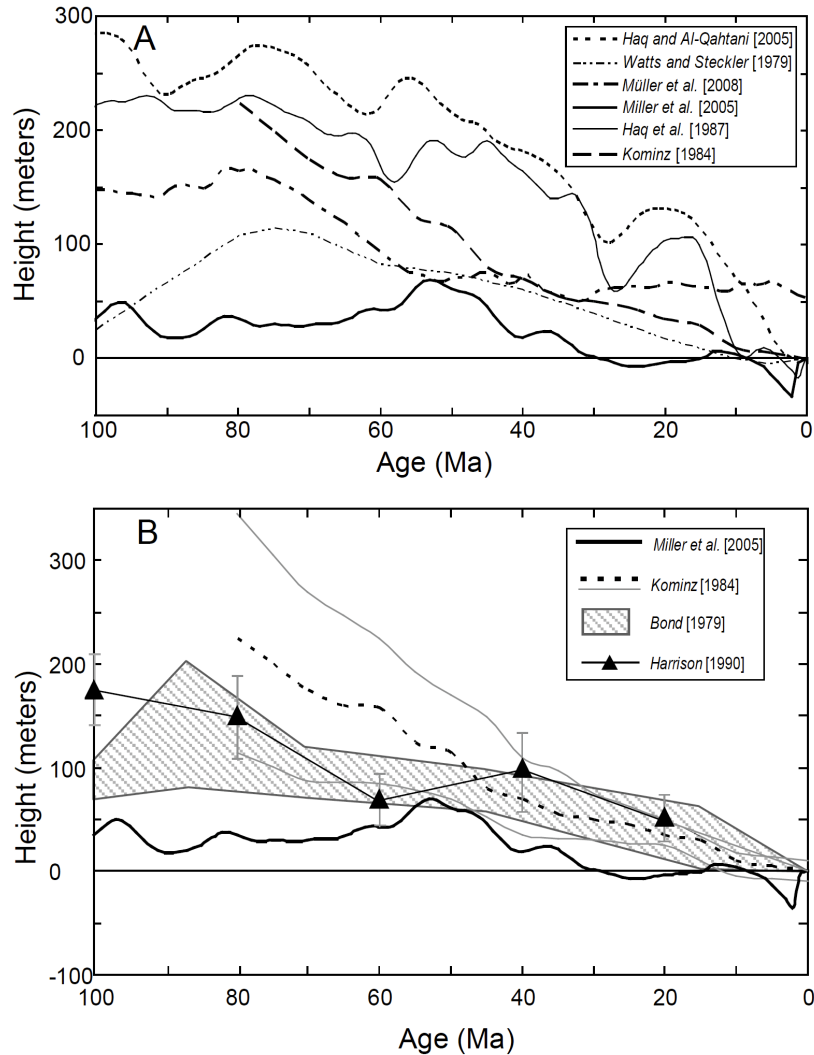 A
Haq and Al-Qahtani [2005]
Watts and Steckler [1979]
Müller et al. [2008]
Miller et al. [2005]
Haq et al. [1987]
Kominz [1984]
300
200
100
0
Height (meters)
100
80
60
40
20
0
Age (Ma)
B
Miller et al. [2005]
Kominz [1984]
Bond [1979]
Harrison [1990]
300
200
100
0
-100
Height (meters)
100
80
60
40
20
0
Age (Ma)